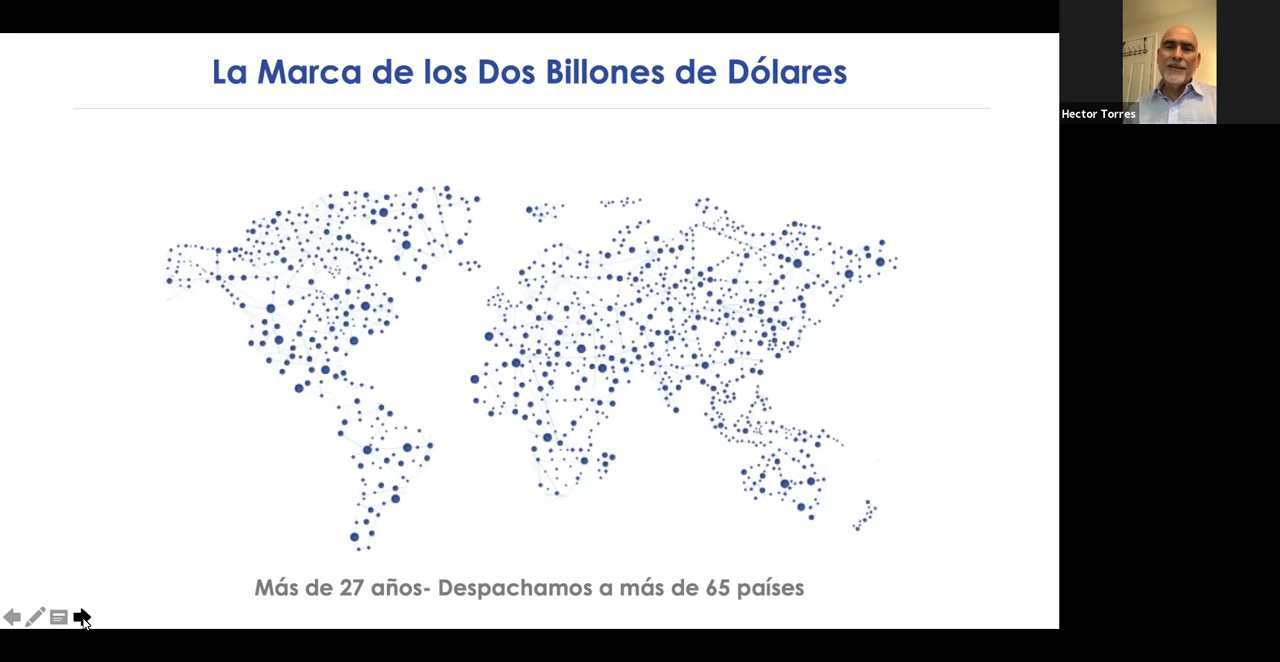 La Marca de los Dos Billones de Dólares
Hector Torres
Más de 27 años- Despachamos a más de 65 países